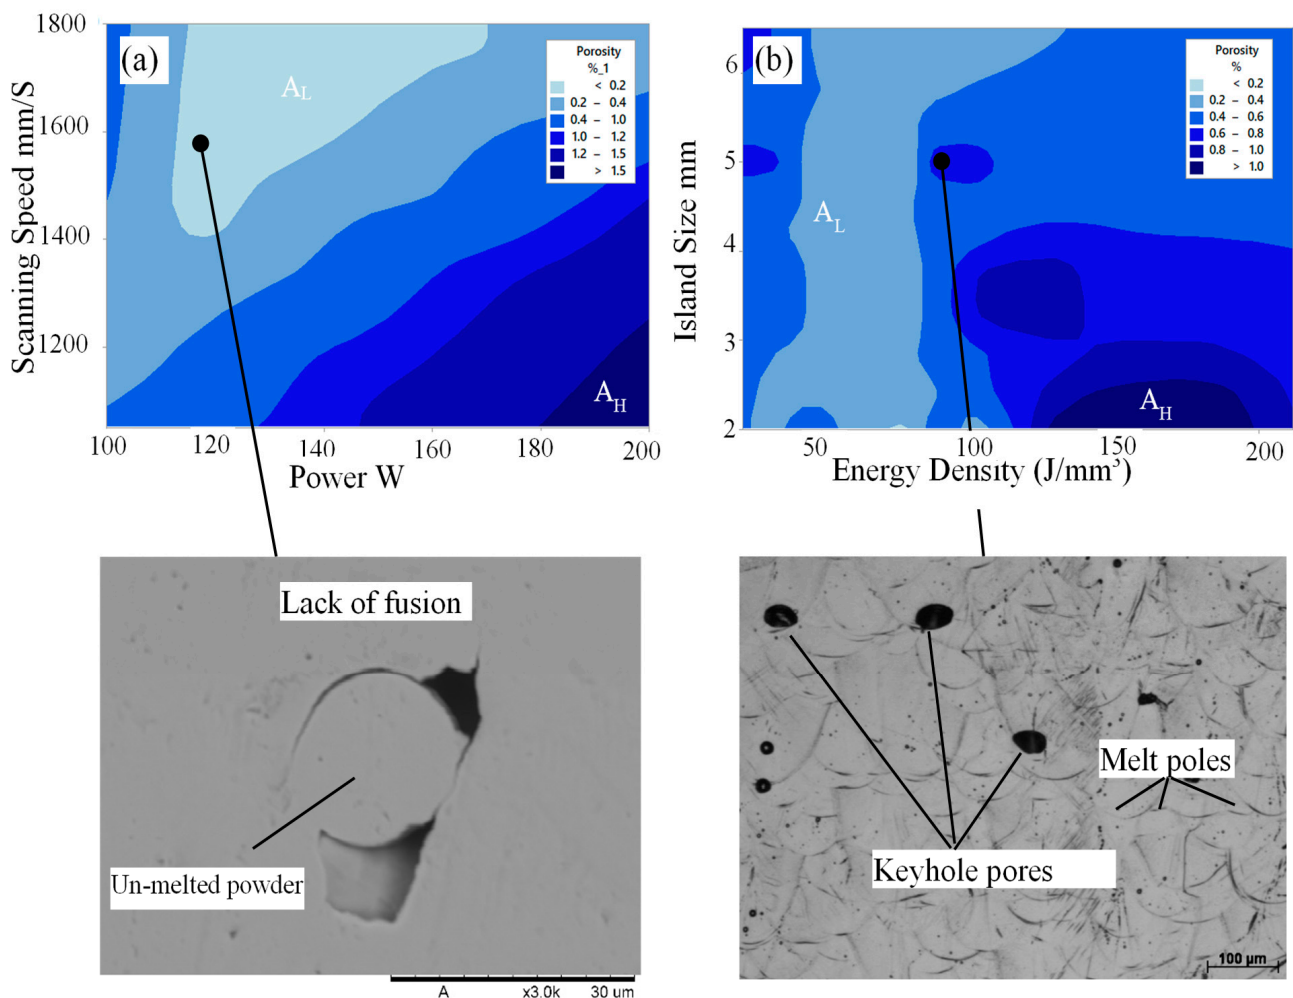 (a)
Scanning Speed mm/S
1800
1600
1400
1200
A_L
A_H
Porosity
%_1
< 0.2
0.2 – 0.4
0.4 – 1.0
1.0 – 1.2
1.2 – 1.5
> 1.5
100 120 140 160 180 200
Power W
(b)
Island Size mm
6
5
4
3
2
A_L
A_H
Porosity
%
< 0.2
0.2 – 0.4
0.4 – 0.6
0.6 – 0.8
0.8 – 1.0
> 1.0
50 100 150 200
Energy Density (J/mm³)
Lack of fusion
Un-melted powder
A x3.0k 30 um
Melt poles
Keyhole pores
100 µm